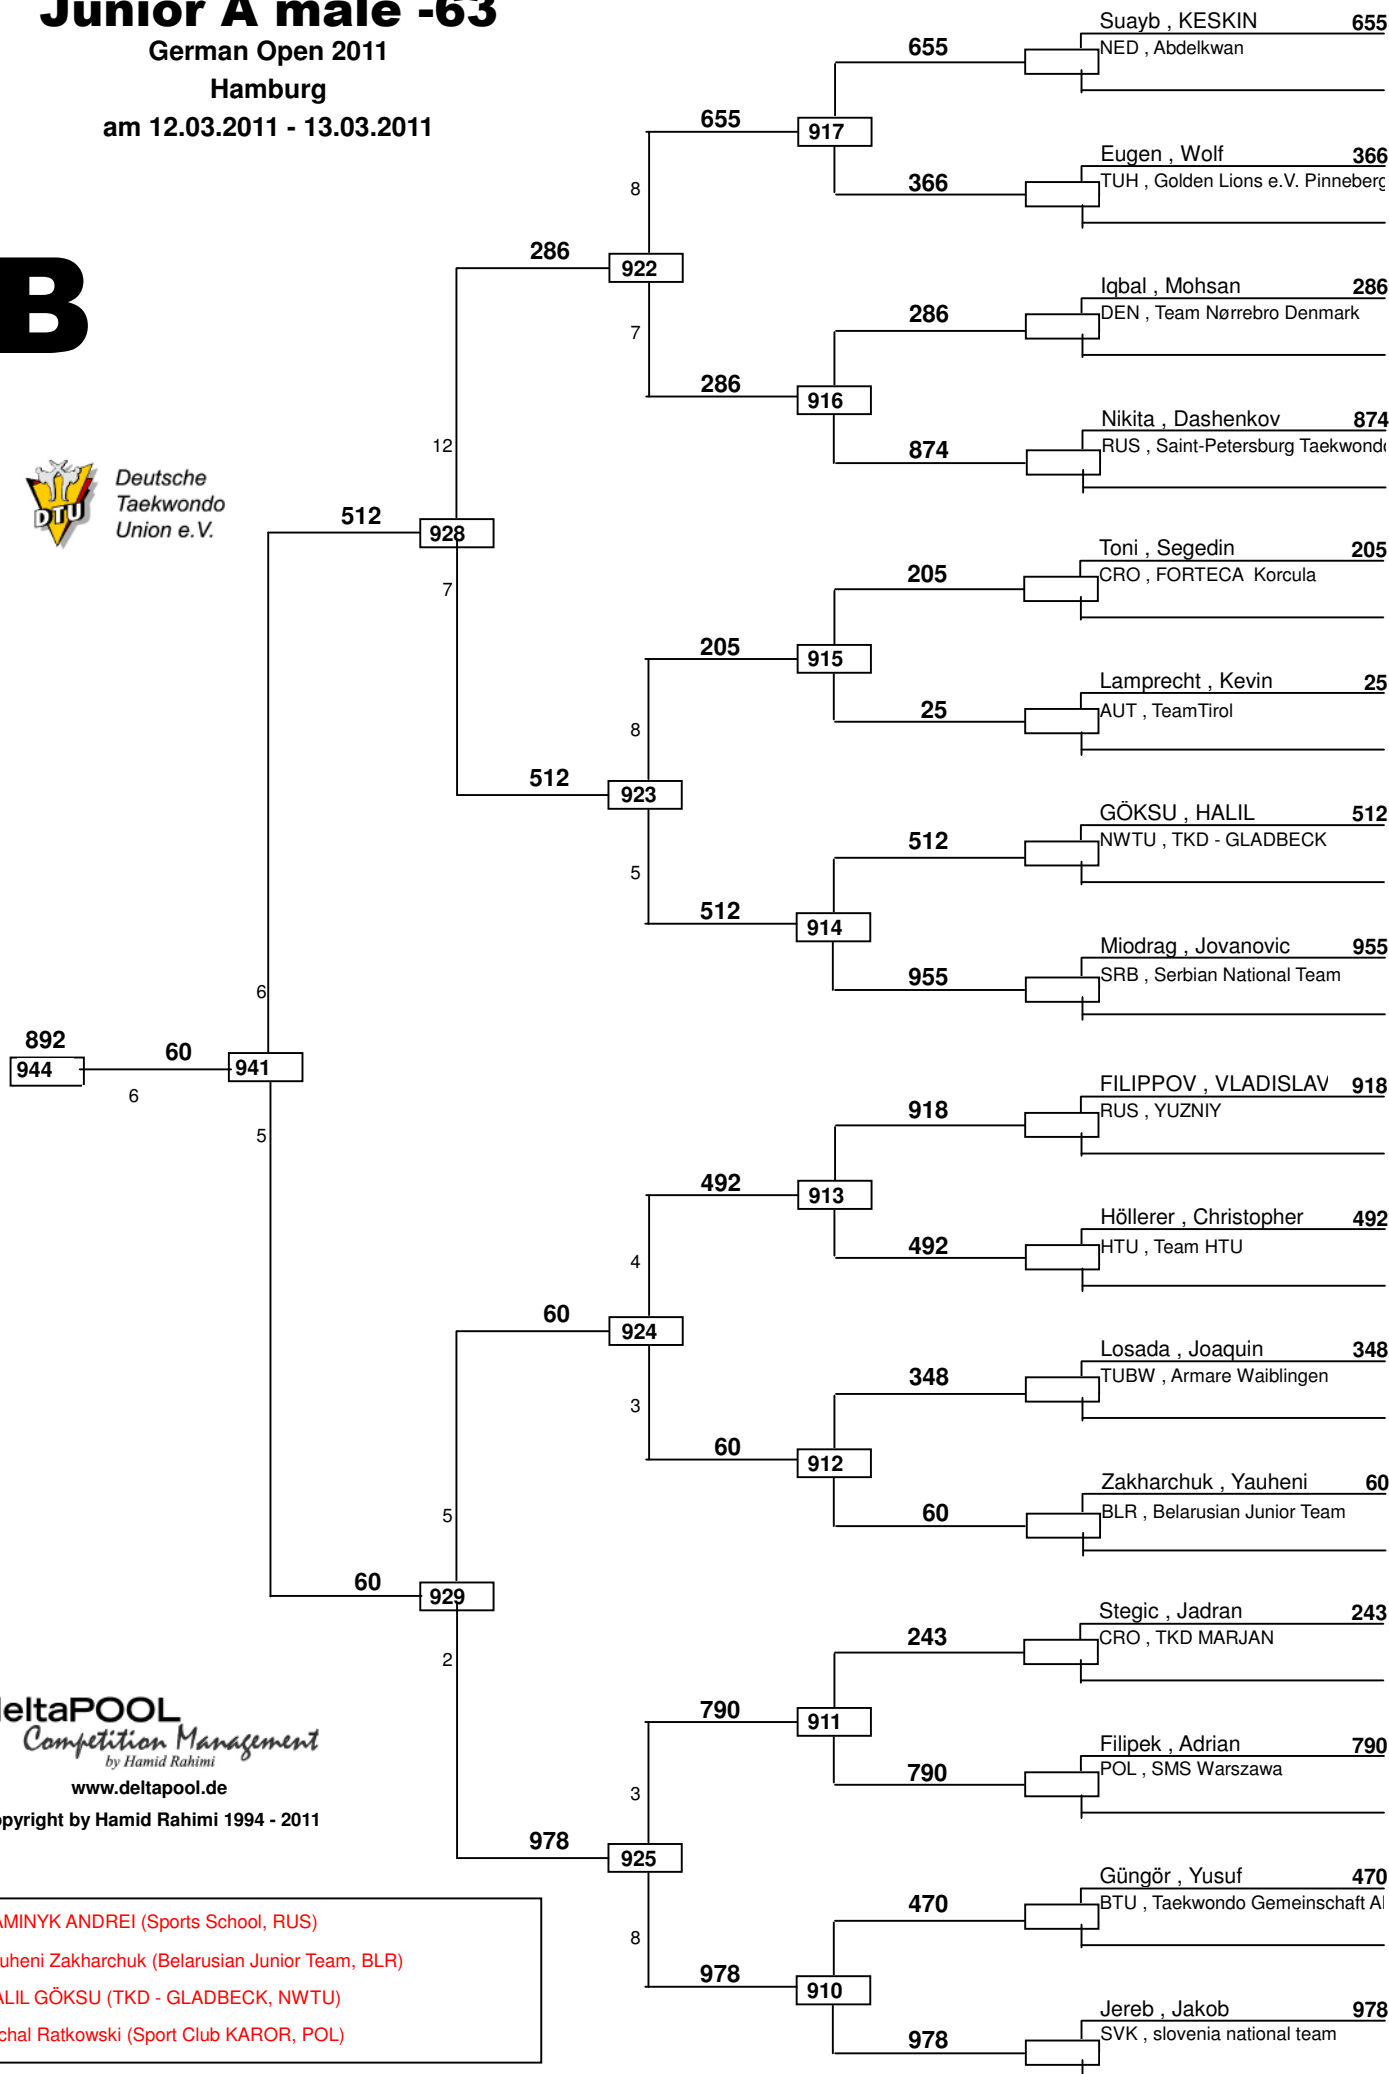 Junior A male -63
German Open 2011
Hamburg
am 12.03.2011 - 13.03.2011
B
Deutsche
Taekwondo
Union e.V.
DTU
Suayb , KESKIN 655
NED , Abdelkwan
655
917
655
Eugen , Wolf 366
TUH , Golden Lions e.V. Pinneberg
366
8
922
286
7
Iqbal , Mohsan 286
DEN , Team Nørrebro Denmark
286
916
286
Nikita , Dashenkov 874
RUS , Saint-Petersburg Taekwondo
874
12
928
512
7
Toni , Segedin 205
CRO , FORTECA  Korcula
205
915
205
Lamprecht , Kevin 25
AUT , TeamTirol
25
8
923
512
5
GÖKSU , HALIL 512
NWTU , TKD - GLADBECK
512
914
512
Miodrag , Jovanovic 955
SRB , Serbian National Team
955
6
892
944
60
6
941
5
FILIPPOV , VLADISLAV 918
RUS , YUZNIY
918
913
492
Höllerer , Christopher 492
HTU , Team HTU
492
4
924
60
3
Losada , Joaquin 348
TUBW , Armare Waiblingen
348
912
60
Zakharchuk , Yauheni 60
BLR , Belarusian Junior Team
60
5
929
60
2
Stegic , Jadran 243
CRO , TKD MARJAN
243
911
790
Filipek , Adrian 790
POL , SMS Warszawa
790
3
925
978
8
Güngör , Yusuf 470
BTU , Taekwondo Gemeinschaft Al
470
910
978
Jereb , Jakob 978
SVK , slovenia national team
978
eltaPOOL
Competition Management
by Hamid Rahimi
www.deltapool.de
opyright by Hamid Rahimi 1994 - 2011
AMINYK ANDREI (Sports School, RUS)
uheni Zakharchuk (Belarusian Junior Team, BLR)
ALIL GÖKSU (TKD - GLADBECK, NWTU)
chal Ratkowski (Sport Club KAROR, POL)